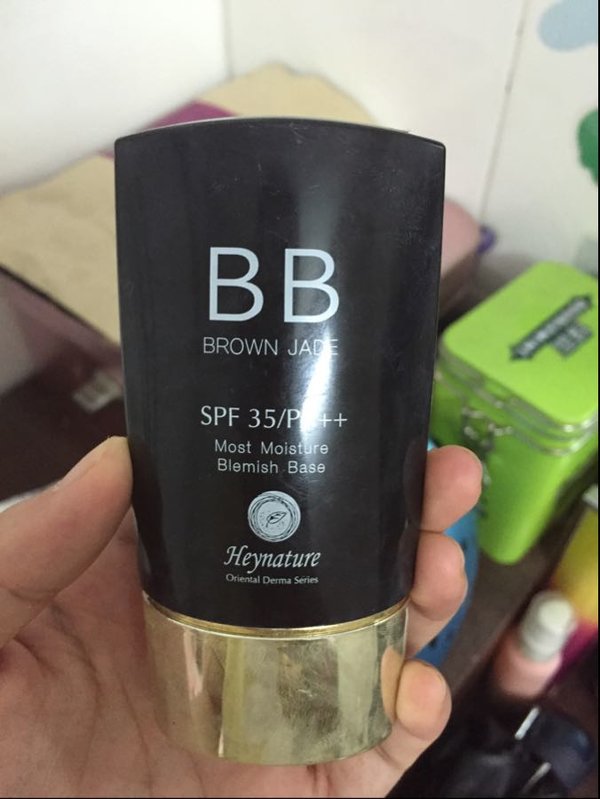 BB
BROWN JADE
SPF 35/PA++
Most Moisture
Blemish Base
Heynature
Oriental Derma Series